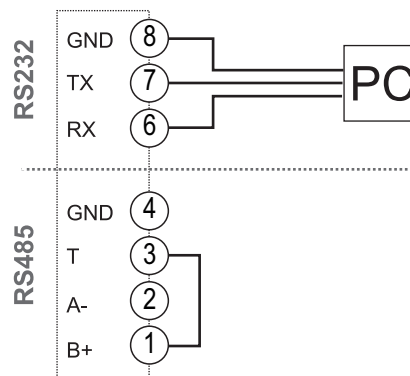 RS232
GND 8
TX 7
RX 6
PC
RS485
GND 4
T 3
A- 2
B+ 1